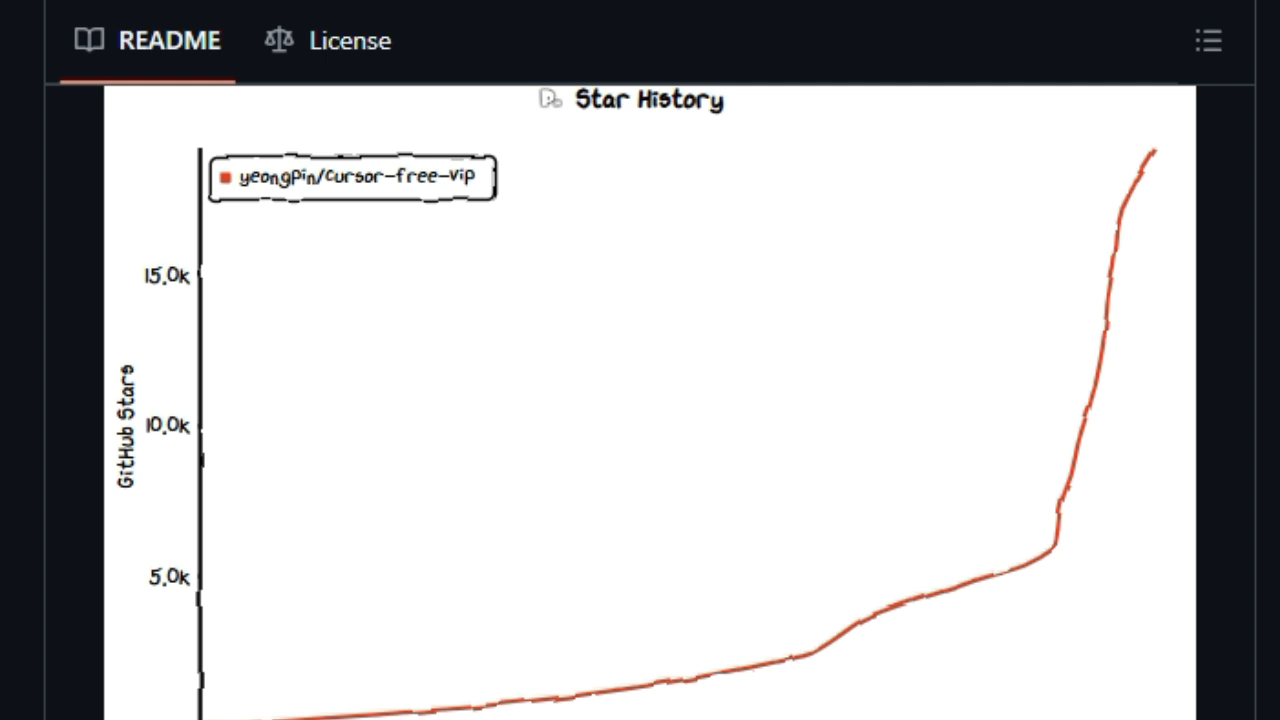 README
License
Star History
yeongpin/cursor-free-vip
15.0k
10.0k
5.0k
GitHub Stars